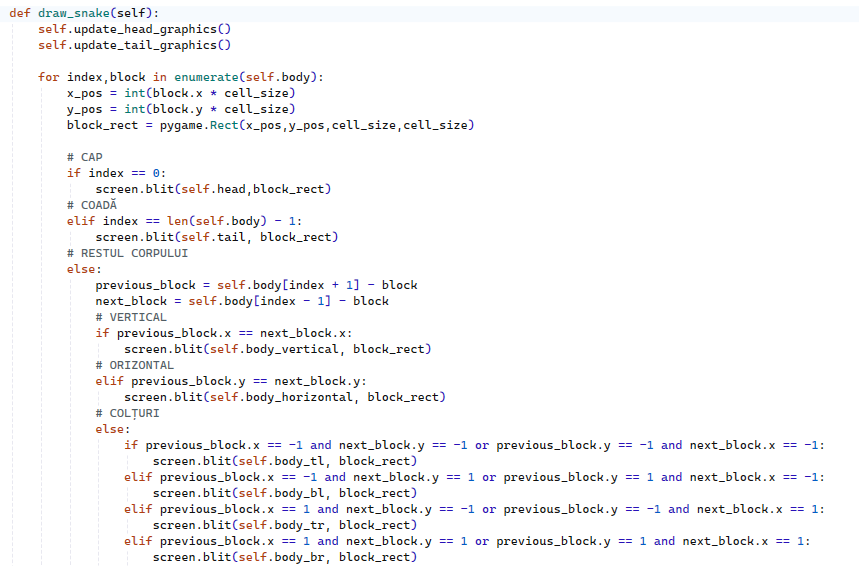 def draw_snake(self):
    self.update_head_graphics()
    self.update_tail_graphics()

    for index,block in enumerate(self.body):
        x_pos = int(block.x * cell_size)
        y_pos = int(block.y * cell_size)
        block_rect = pygame.Rect(x_pos,y_pos,cell_size,cell_size)

        # CAP
        if index == 0:
            screen.blit(self.head,block_rect)
        # COADĂ
        elif index == len(self.body) - 1:
            screen.blit(self.tail, block_rect)
        # RESTUL CORPULUI
        else:
            previous_block = self.body[index + 1] - block
            next_block = self.body[index - 1] - block
            # VERTICAL
            if previous_block.x == next_block.x:
                screen.blit(self.body_vertical, block_rect)
            # ORIZONTAL
            elif previous_block.y == next_block.y:
                screen.blit(self.body_horizontal, block_rect)
            # COLȚURI
            else:
                if previous_block.x == -1 and next_block.y == -1 or previous_block.y == -1 and next_block.x == -1:
                    screen.blit(self.body_tl, block_rect)
                elif previous_block.x == -1 and next_block.y == 1 or previous_block.y == 1 and next_block.x == -1:
                    screen.blit(self.body_bl, block_rect)
                elif previous_block.x == 1 and next_block.y == -1 or previous_block.y == -1 and next_block.x == 1:
                    screen.blit(self.body_tr, block_rect)
                elif previous_block.x == 1 and next_block.y == 1 or previous_block.y == 1 and next_block.x == 1:
                    screen.blit(self.body_br, block_rect)